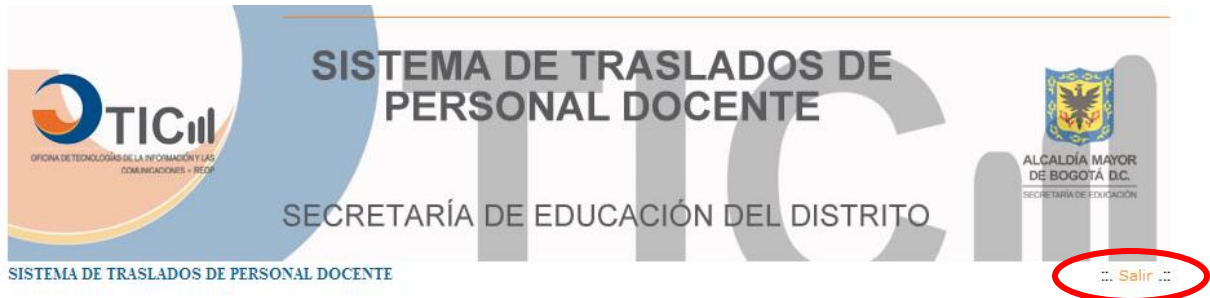 SISTEMA DE TRASLADOS DE
PERSONAL DOCENTE
OTIC
OFICINA DE TECNOLOGÍAS DE LA INFORMACIÓN Y LAS
COMUNICACIONES - REDP
TIC
ALCALDÍA MAYOR
DE BOGOTÁ D.C.
SECRETARÍA DE EDUCACIÓN
SECRETARÍA DE EDUCACIÓN DEL DISTRITO
SISTEMA DE TRASLADOS DE PERSONAL DOCENTE
::. Salir .::